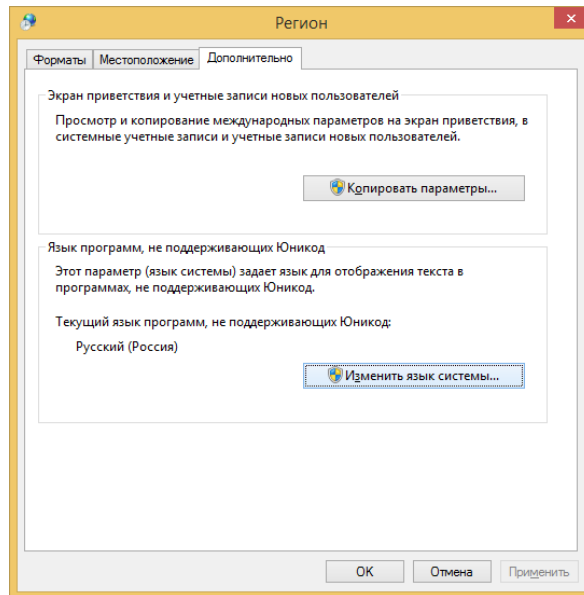 Регион
Форматы Местоположение Дополнительно
Экран приветствия и учетные записи новых пользователей
Просмотр и копирование международных параметров на экран приветствия, в
системные учетные записи и учетные записи новых пользователей.
Копировать параметры...
Язык программ, не поддерживающих Юникод
Этот параметр (язык системы) задает язык для отображения текста в
программах, не поддерживающих Юникод.
Текущий язык программ, не поддерживающих Юникод:
Русский (Россия)
Изменить язык системы...
OK Отмена Применить